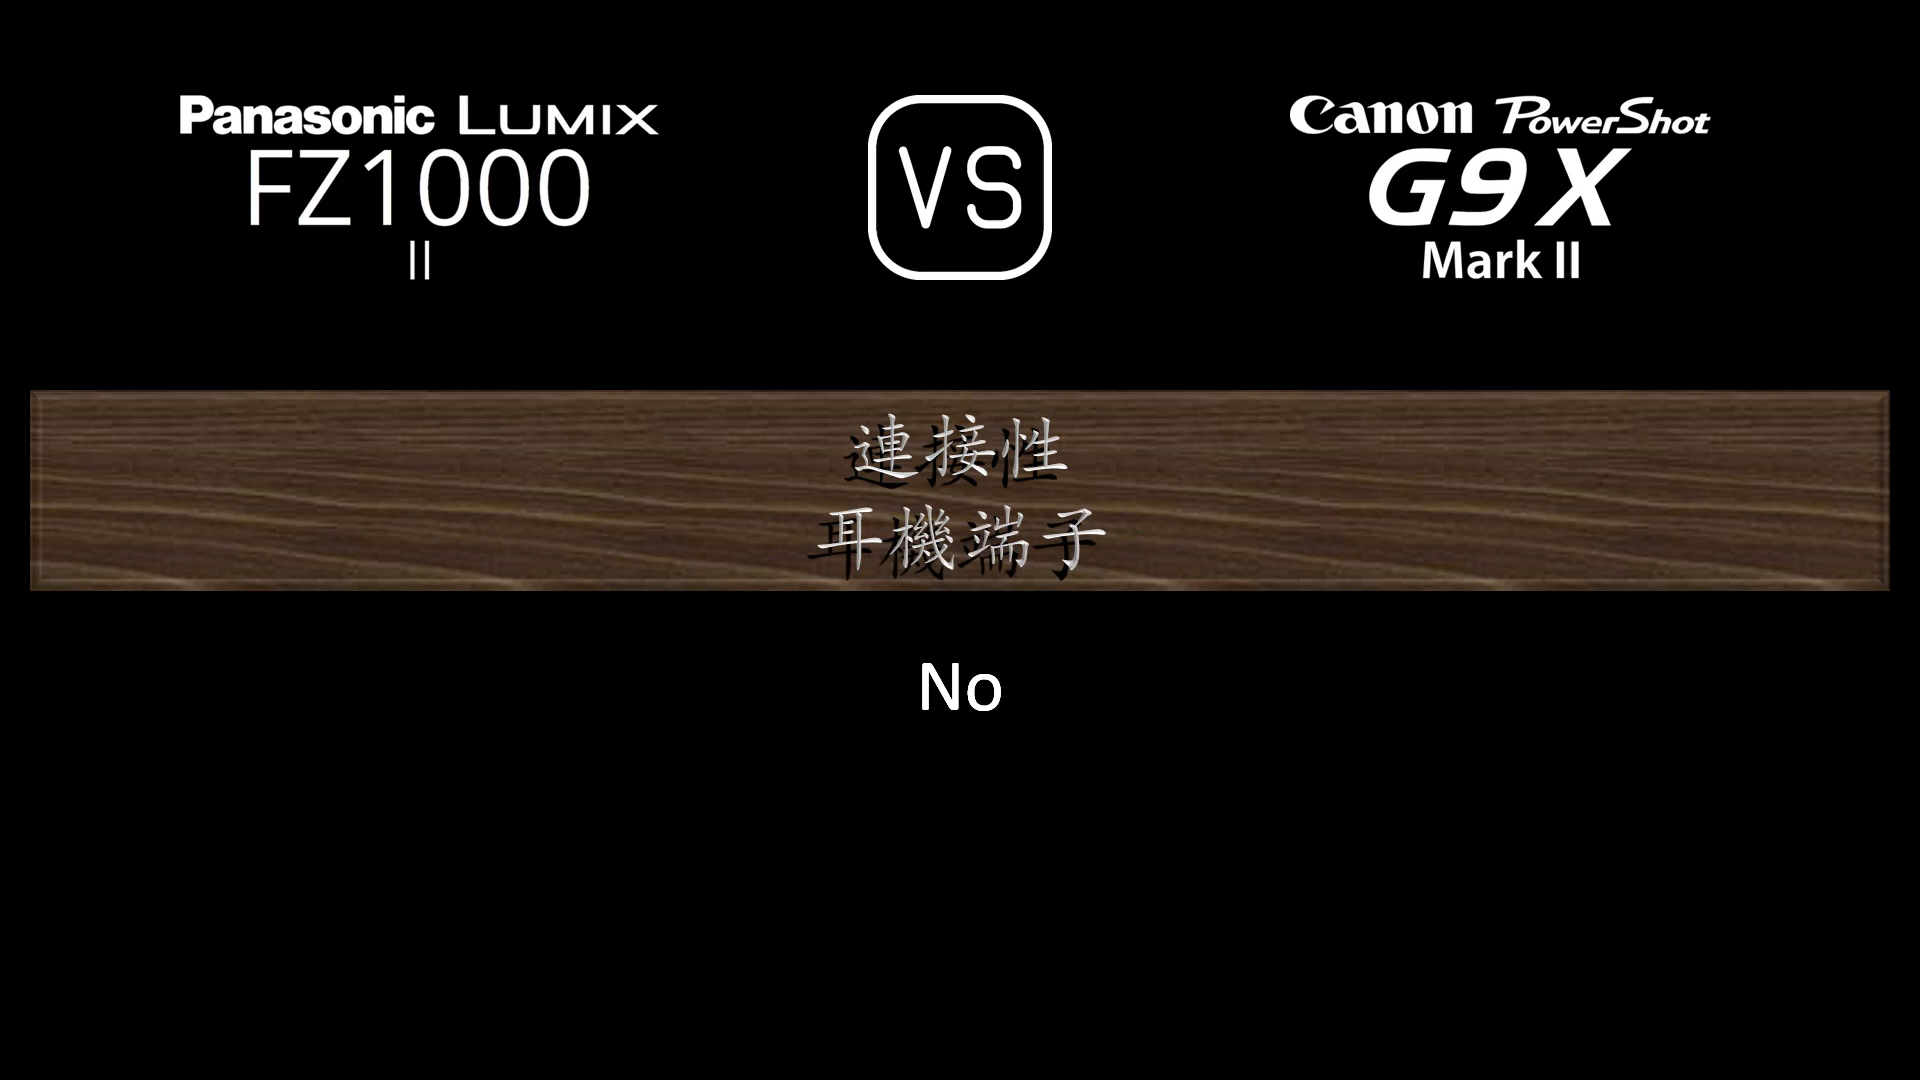 Panasonic LUMIX
FZ1000
II
VS
Canon PowerShot
G9 X
Mark II
連接性
耳機端子
No